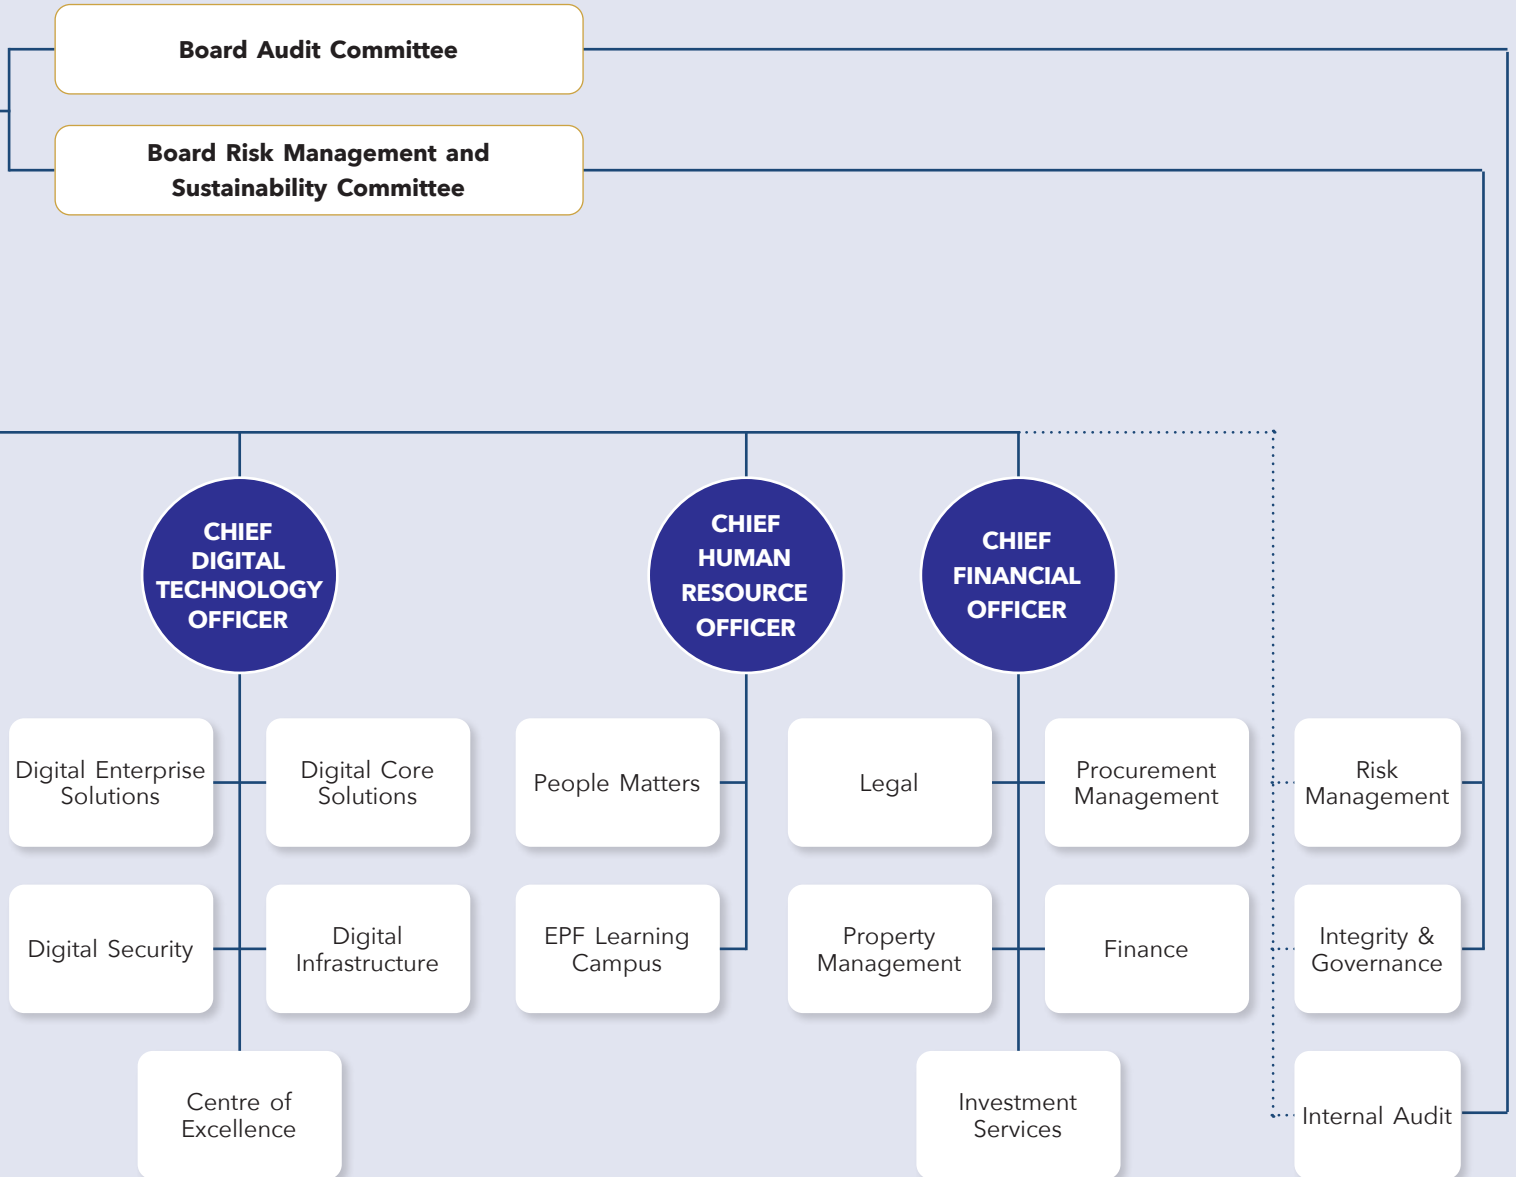 Board Audit Committee
Board Risk Management and
Sustainability Committee
CHIEF
DIGITAL
TECHNOLOGY
OFFICER
CHIEF
HUMAN
RESOURCE
OFFICER
CHIEF
FINANCIAL
OFFICER
Digital Enterprise
Solutions
Digital Core
Solutions
People Matters
Legal
Procurement
Management
Risk
Management
Digital Security
Digital
Infrastructure
EPF Learning
Campus
Property
Management
Finance
Integrity &
Governance
Centre of
Excellence
Investment
Services
Internal Audit